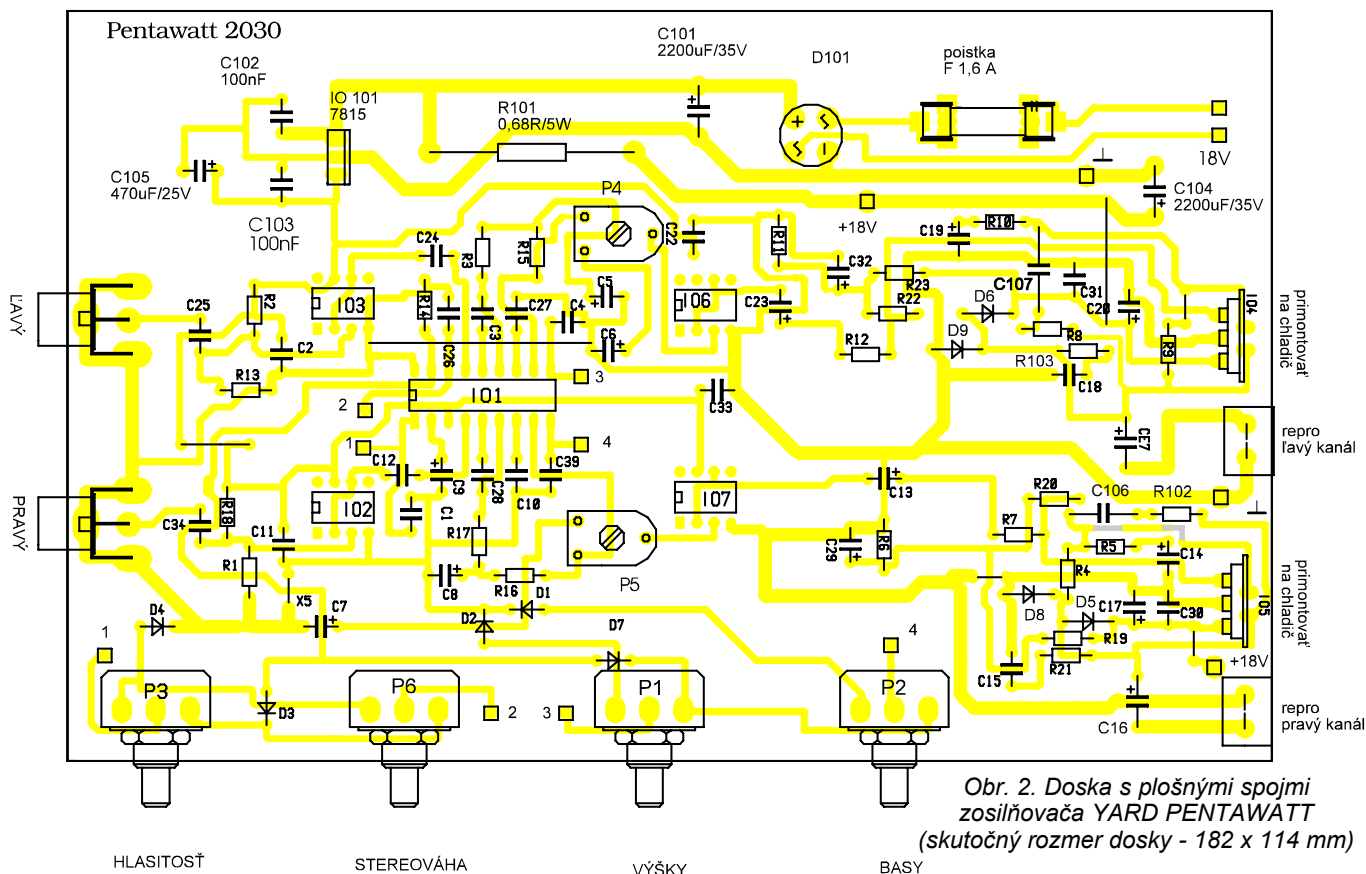 Pentawatt 2030
C101
2200uF/35V
D101
poistka
F 1,6 A
C102
100nF
IO 101
7815
R101
0,68R/5W
18V
C105
470uF/25V
C103
100nF
P4
+18V
C104
2200uF/35V
C24
R3
R15
C22
R11
C32
C19
R10
R23
R22
C107
C31
C20
IO4
ĽAVÝ
C25
R2
IO3
R14
C26
C3
C27
C4
C5
C6
IO6
C23
R12
D6
D9
R103
R8
C18
R9
primontovať
na chladič
C2
R13
IO1
3
2
C33
1
4
CE7
repro
ľavý kanál
PRAVÝ
C34
R18
C11
C12
IO2
C1
C9
C28
C10
C39
R17
IO7
C13
R20
C106
R102
R7
R5
C14
C29
R6
R4
R1
X5
C7
C8
R16
D1
P5
D2
D4
D7
D8
D5
C17
C30
R19
R21
C15
IO5
primontovať
na chladič
+18V
1
4
P3
D3
P6
2
3
P1
P2
C16
repro
pravý kanál
Obr. 2. Doska s plošnými spojmi
zosilňovača YARD PENTAWATT
(skutočný rozmer dosky - 182 x 114 mm)
HLASITOSŤ
STEREOVÁHA
VÝŠKY
BASY